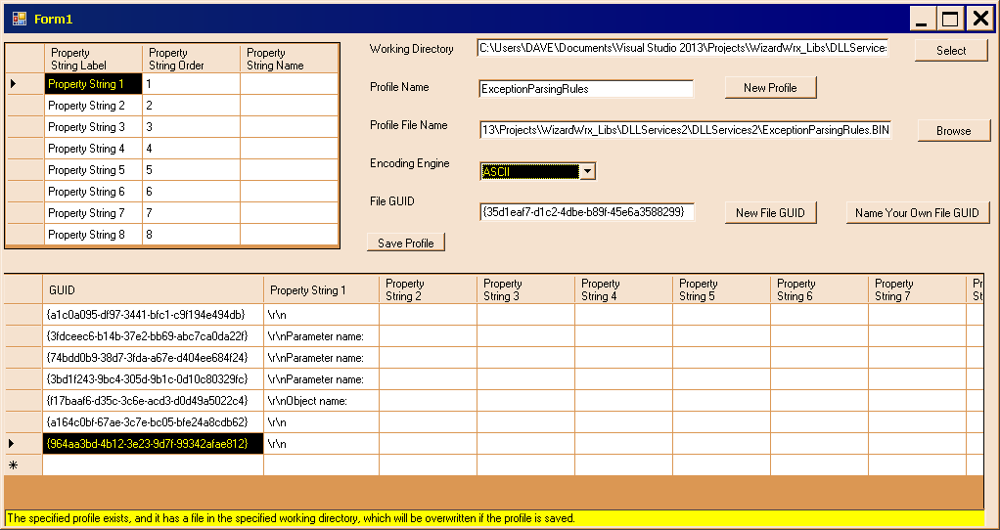 Form1
Property String Label Property String Order Property String Name
Property String 1 1
Property String 2 2
Property String 3 3
Property String 4 4
Property String 5 5
Property String 6 6
Property String 7 7
Property String 8 8
Working Directory C:\Users\DAVE\Documents\Visual Studio 2013\Projects\WizardWrx_Libs\DLLServices Select
Profile Name ExceptionParsingRules New Profile
Profile File Name 13\Projects\WizardWrx_Libs\DLLServices2\DLLServices2\ExceptionParsingRules.BIN Browse
Encoding Engine ASCII
File GUID {35d1eaf7-d1c2-4dbe-b89f-45e6a3588299} New File GUID Name Your Own File GUID
Save Profile
GUID Property String 1 Property String 2 Property String 3 Property String 4 Property String 5 Property String 6 Property String 7
{a1c0a095-df97-3441-bfc1-c9f194e494db} \r\n
{3fdceec6-b14b-37e2-bb69-abc7ca0da22f} \r\nParameter name:
{74bdd0b9-38d7-3fda-a67e-d404ee684f24} \r\nParameter name:
{3bd1f243-9bc4-305d-9b1c-0d10c80329fc} \r\nParameter name:
{f17baaf6-d35c-3c6e-acd3-d0d49a5022c4} \r\nObject name:
{a164c0bf-67ae-3c7e-bc05-bfe24a8cdb62} \r\n
{964aa3bd-4b12-3e23-9d7f-99342afae812} \r\n
The specified profile exists, and it has a file in the specified working directory, which will be overwritten if the profile is saved.